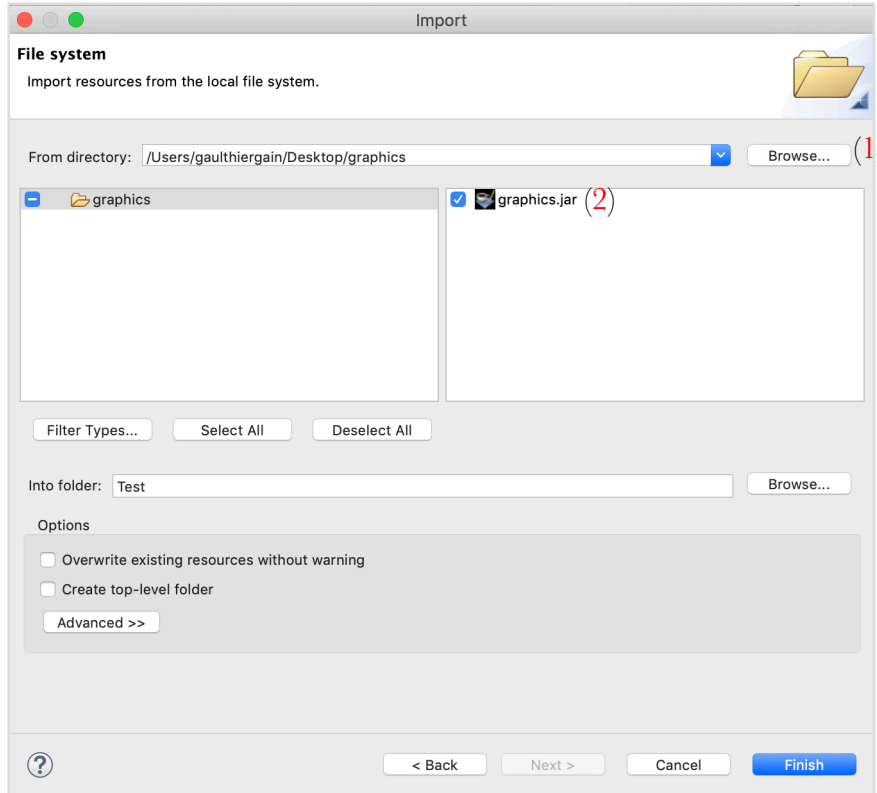 Import
File system
Import resources from the local file system.
From directory: /Users/gaulthiergain/Desktop/graphics Browse... (1
graphics graphics.jar (2)
Filter Types... Select All Deselect All
Into folder: Test Browse...
Options
Overwrite existing resources without warning
Create top-level folder
Advanced >>
? < Back Next > Cancel Finish